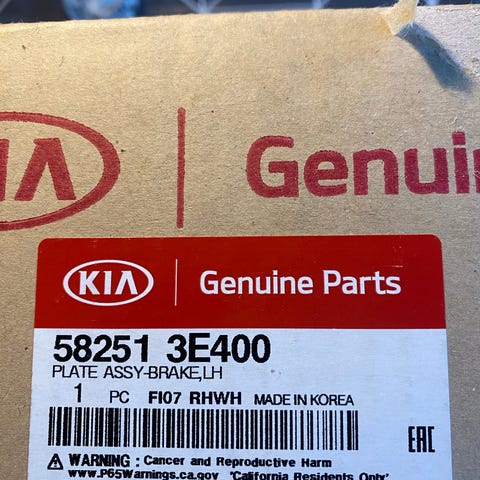 KIA Genuin
KIA Genuine Parts
58251 3E400
PLATE ASSY-BRAKE,LH
1 PC FI07 RHWH MADE IN KOREA
EAC
⚠ WARNING : Cancer and Reproductive Harm
www.P65Warnings.ca.gov *California Residents Only*